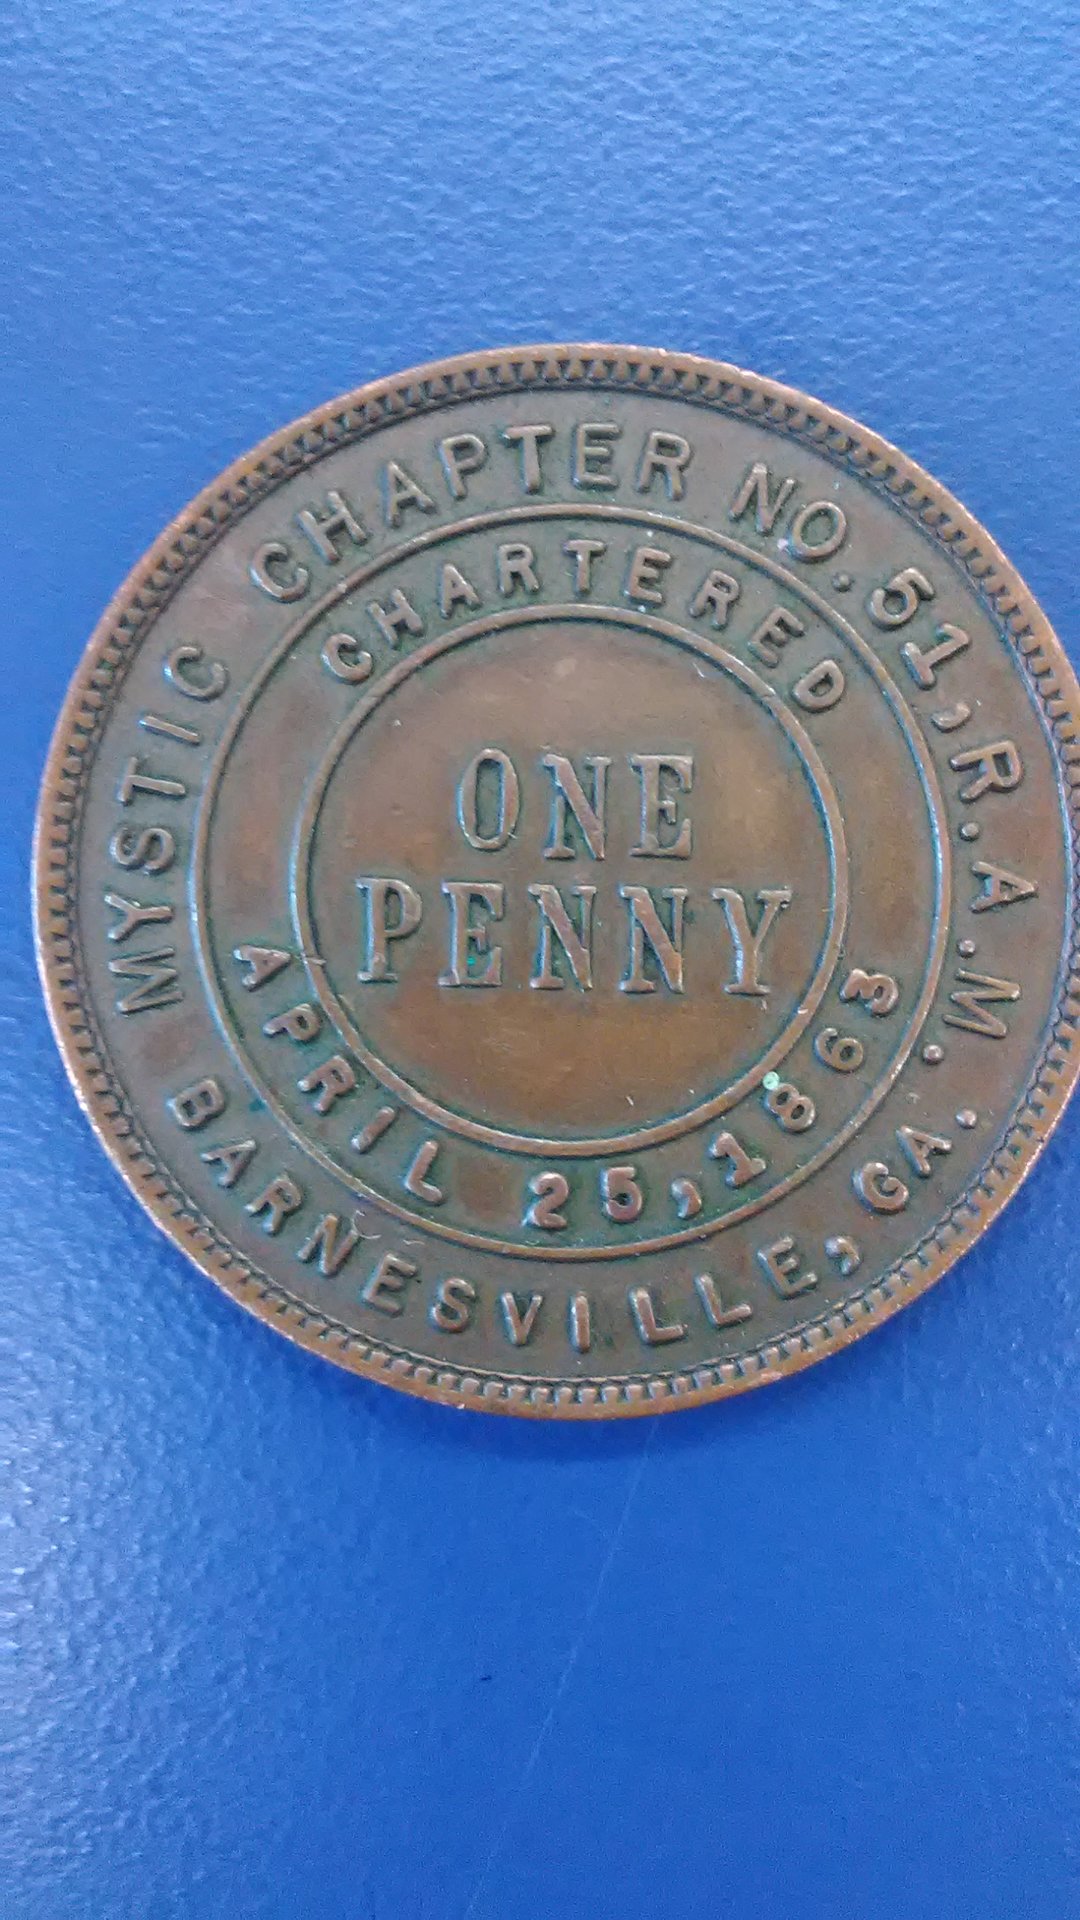 MYSTIC CHAPTER NO. 51, R.A.M.
BARNESVILLE, GA.
CHARTERED
APRIL 25, 1863
ONE
PENNY